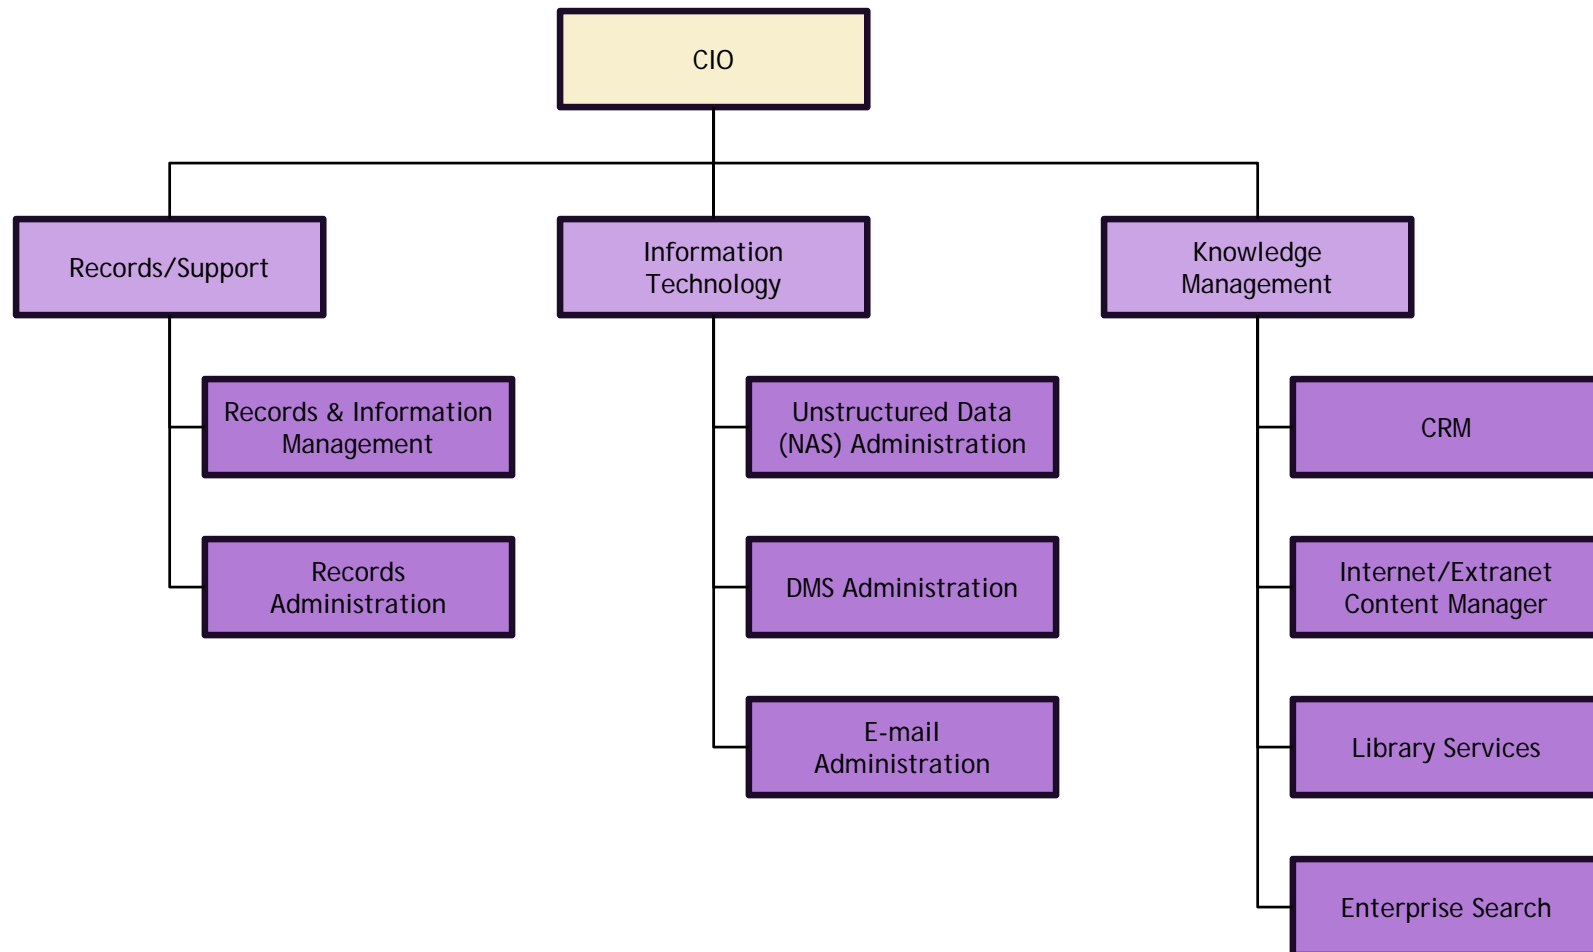 CIO
Records/Support
Information
Technology
Knowledge
Management
Records & Information
Management
Unstructured Data
(NAS) Administration
CRM
Records
Administration
DMS Administration
Internet/Extranet
Content Manager
E-mail
Administration
Library Services
Enterprise Search